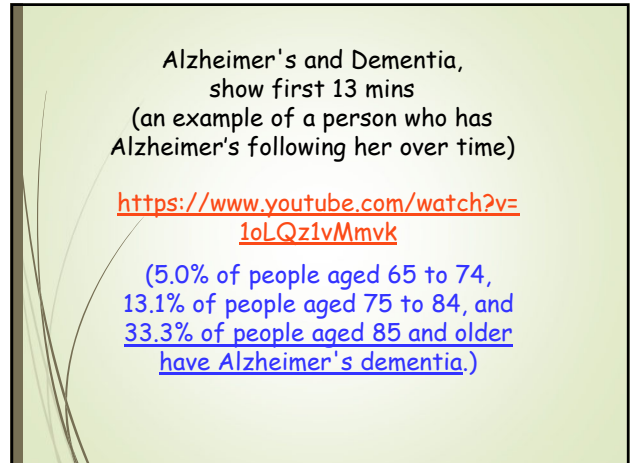 Alzheimer's and Dementia,
show first 13 mins
(an example of a person who has
Alzheimer's following her over time)
https://www.youtube.com/watch?v=
1oLQz1vMmvk
(5.0% of people aged 65 to 74,
13.1% of people aged 75 to 84, and
33.3% of people aged 85 and older
have Alzheimer's dementia.)